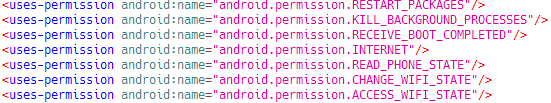 <uses-permission android:name="android.permission.RESTART_PACKAGES"/>
<uses-permission android:name="android.permission.KILL_BACKGROUND_PROCESSES"/>
<uses-permission android:name="android.permission.RECEIVE_BOOT_COMPLETED"/>
<uses-permission android:name="android.permission.INTERNET"/>
<uses-permission android:name="android.permission.READ_PHONE_STATE"/>
<uses-permission android:name="android.permission.CHANGE_WIFI_STATE"/>
<uses-permission android:name="android.permission.ACCESS_WIFI_STATE"/>